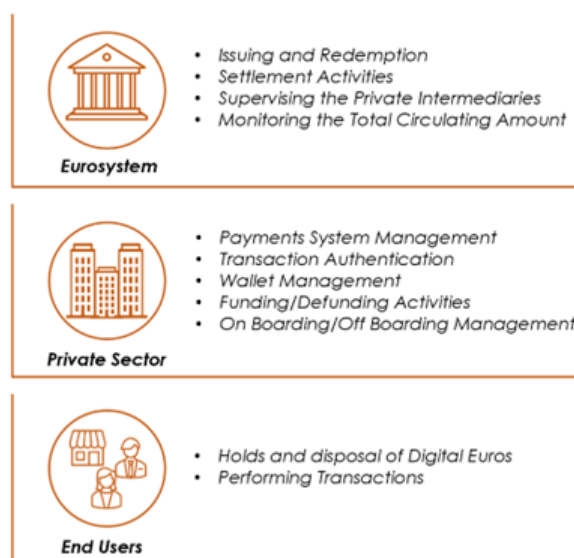 • Issuing and Redemption
• Settlement Activities
• Supervising the Private Intermediaries
• Monitoring the Total Circulating Amount
Eurosystem
• Payments System Management
• Transaction Authentication
• Wallet Management
• Funding/Defunding Activities
• On Boarding/Off Boarding Management
Private Sector
• Holds and disposal of Digital Euros
• Performing Transactions
End Users